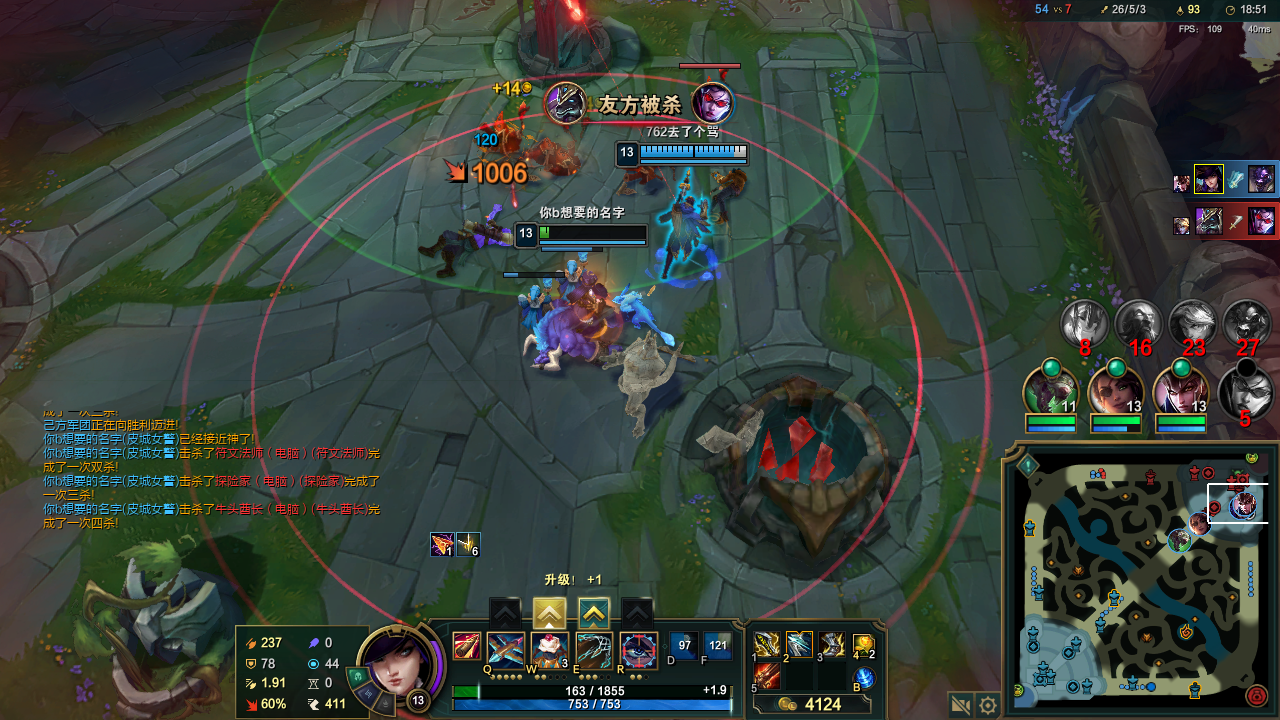 54 vs 7 26/5/3 93 18:51
FPS: 109 40ms
+14
友方被杀
762去了个骂
13
120
1006
你b想要的名字
13
8 16 23 27
11 13 13 5
成了一次三杀!
己方军团正在向胜利迈进!
你b想要的名字(皮城女警)已经接近神了!
你b想要的名字(皮城女警)击杀了符文法师(电脑)(符文法师)完
成了一次双杀!
你b想要的名字(皮城女警)击杀了探险家(电脑)(探险家)完成了
一次三杀!
你b想要的名字(皮城女警)击杀了牛头酋长(电脑)(牛头酋长)完
成了一次四杀!
1 6
升级! +1
237 0
78 44
1.91 0
60% 411
13
Q W 3 E R 97 D 121 F
163 / 1855 +1.9
753 / 753
1 2 3 4 2
5 B
4124